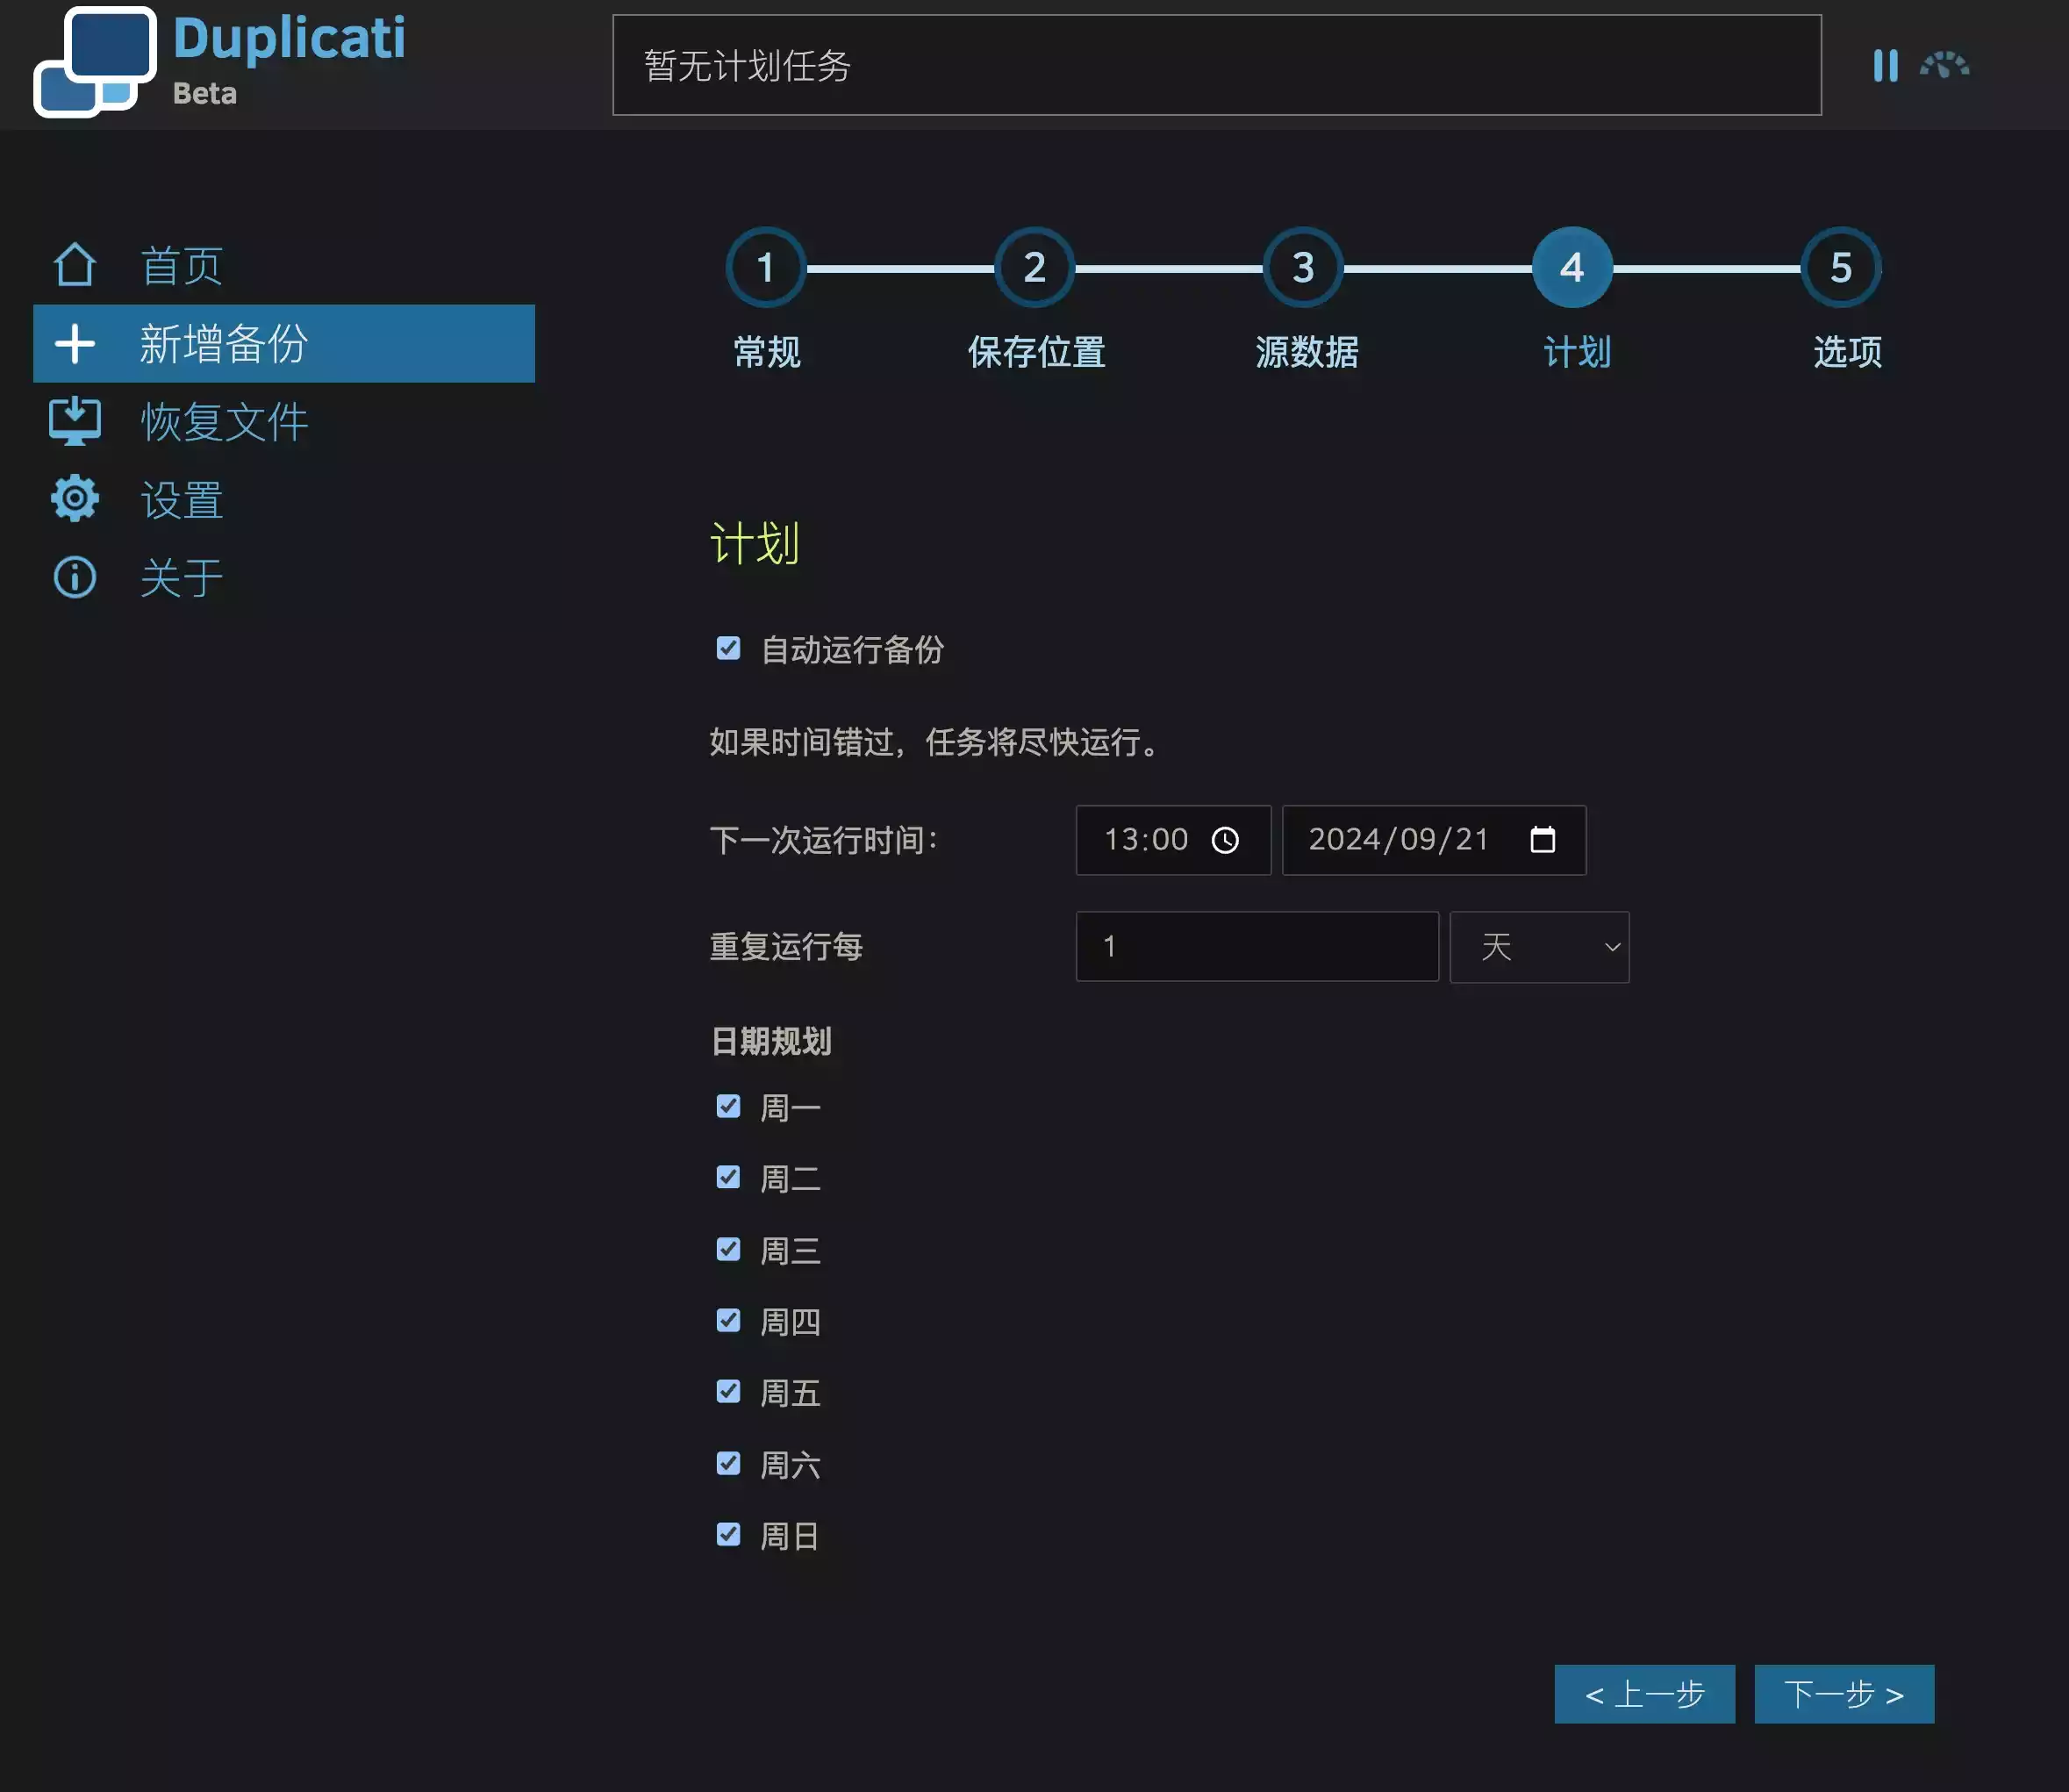 Duplicati
Beta
暂无计划任务
首页
新增备份
恢复文件
设置
关于
1 2 3 4 5
常规 保存位置 源数据 计划 选项
计划
自动运行备份
如果时间错过，任务将尽快运行。
下一次运行时间： 13:00 2024/09/21
重复运行每 1 天
日期规划
周一
周二
周三
周四
周五
周六
周日
< 上一步 下一步 >